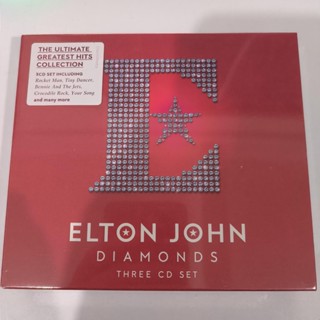 THE ULTIMATE
GREATEST HITS
COLLECTION
3CD SET INCLUDING
Rocket Man, Tiny Dancer,
Bennie And The Jets,
Crocodile Rock, Your Song
and many more
E
ELTON JOHN
DIAMONDS
THREE CD SET